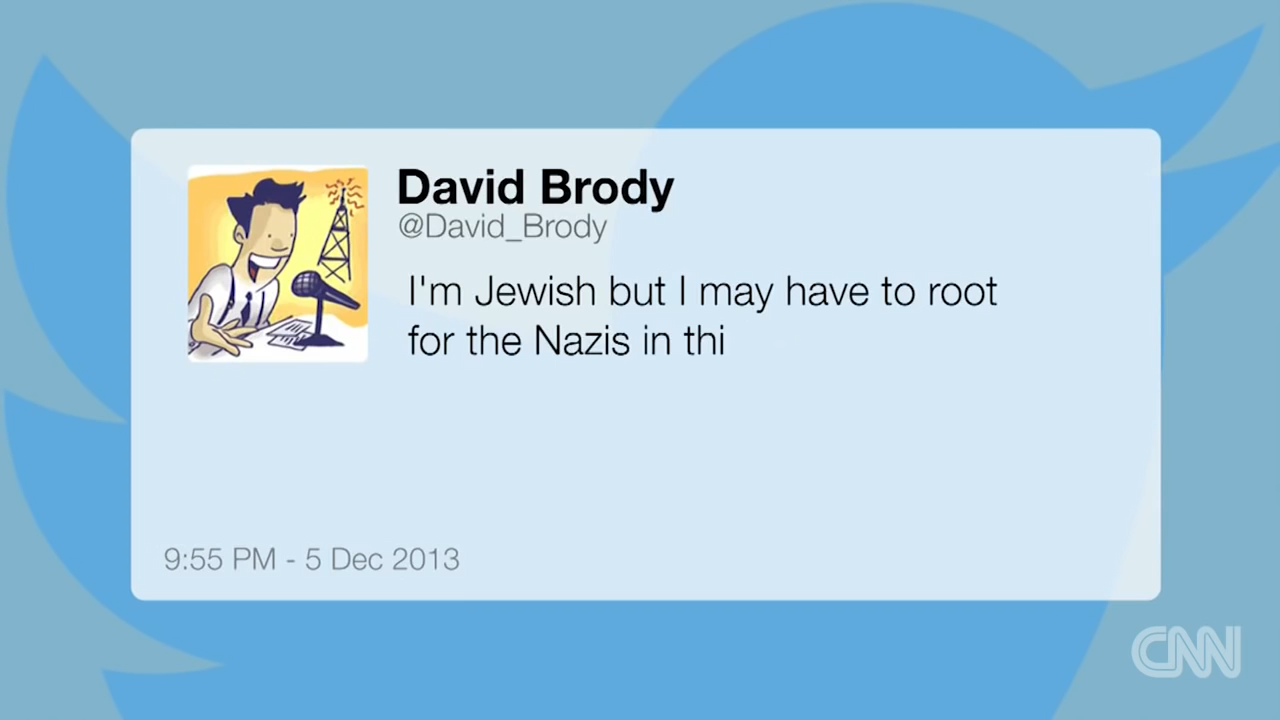 David Brody
@David_Brody
I'm Jewish but I may have to root
for the Nazis in thi
9:55 PM - 5 Dec 2013
CNN